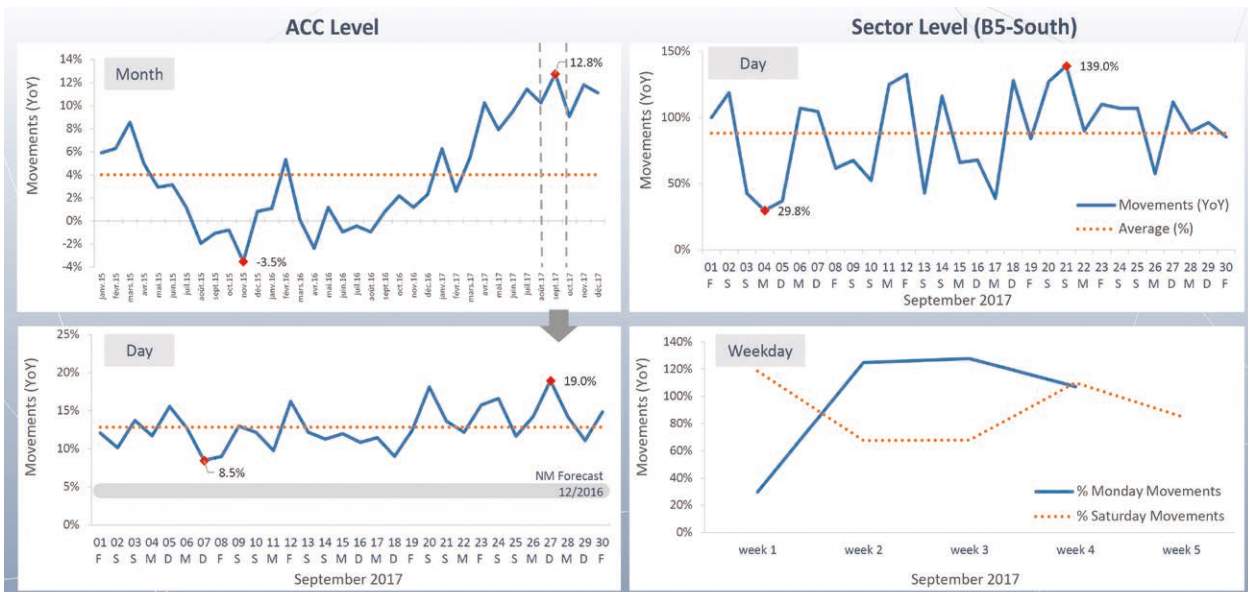 ACC Level
Month
Movements (YoY)
14%
12%
10%
8%
6%
4%
2%
0%
-2%
-4%
12.8%
-3.5%
janv.15 févr.15 mars.15 avr.15 mai.15 juin.15 juil.15 août.15 sept.15 oct.15 nov.15 déc.15 janv.16 févr.16 mars.16 avr.16 mai.16 juin.16 juil.16 août.16 sept.16 oct.16 nov.16 déc.16 janv.17 févr.17 mars.17 avr.17 mai.17 juin.17 juil.17 août.17 sept.17 oct.17 nov.17 déc.17
Day
Movements (YoY)
25%
20%
15%
10%
5%
0%
19.0%
8.5%
NM Forecast
12/2016
01 02 03 04 05 06 07 08 09 10 11 12 13 14 15 16 17 18 19 20 21 22 23 24 25 26 27 28 29 30
F S S M D M D F S S M F S S M D M D F S S M F S S M D M D F
September 2017
Sector Level (B5-South)
Day
Movements (YoY)
150%
100%
50%
0%
139.0%
29.8%
Movements (YoY)
Average (%)
01 02 03 04 05 06 07 08 09 10 11 12 13 14 15 16 17 18 19 20 21 22 23 24 25 26 27 28 29 30
F S S M D M D F S S M F S S M D M D F S S M F S S M D M D F
September 2017
Weekday
Movements (YoY)
140%
120%
100%
80%
60%
40%
20%
0%
% Monday Movements
% Saturday Movements
week 1 week 2 week 3 week 4 week 5
September 2017